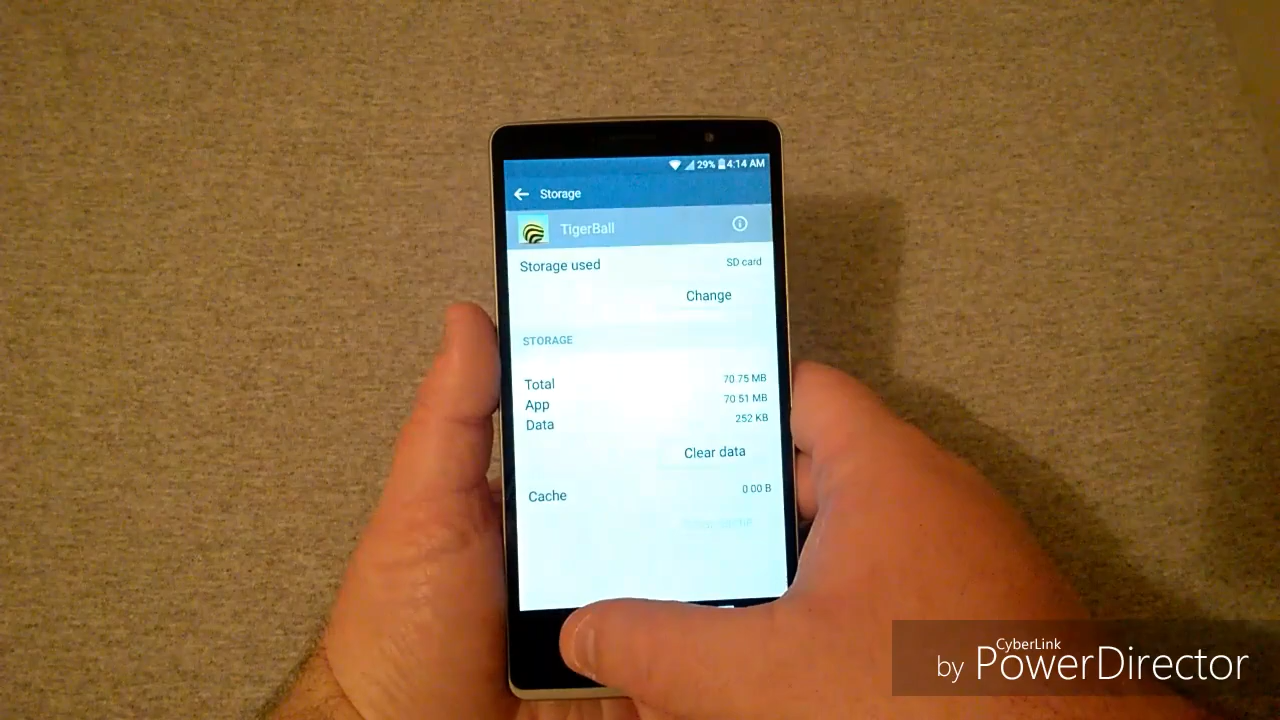 29% 4:14 AM
Storage
TigerBall
Storage used SD card
Change
STORAGE
Total 70 75 MB
App 70 51 MB
Data 252 KB
Clear data
Cache 0 00 B
CyberLink
by PowerDirector